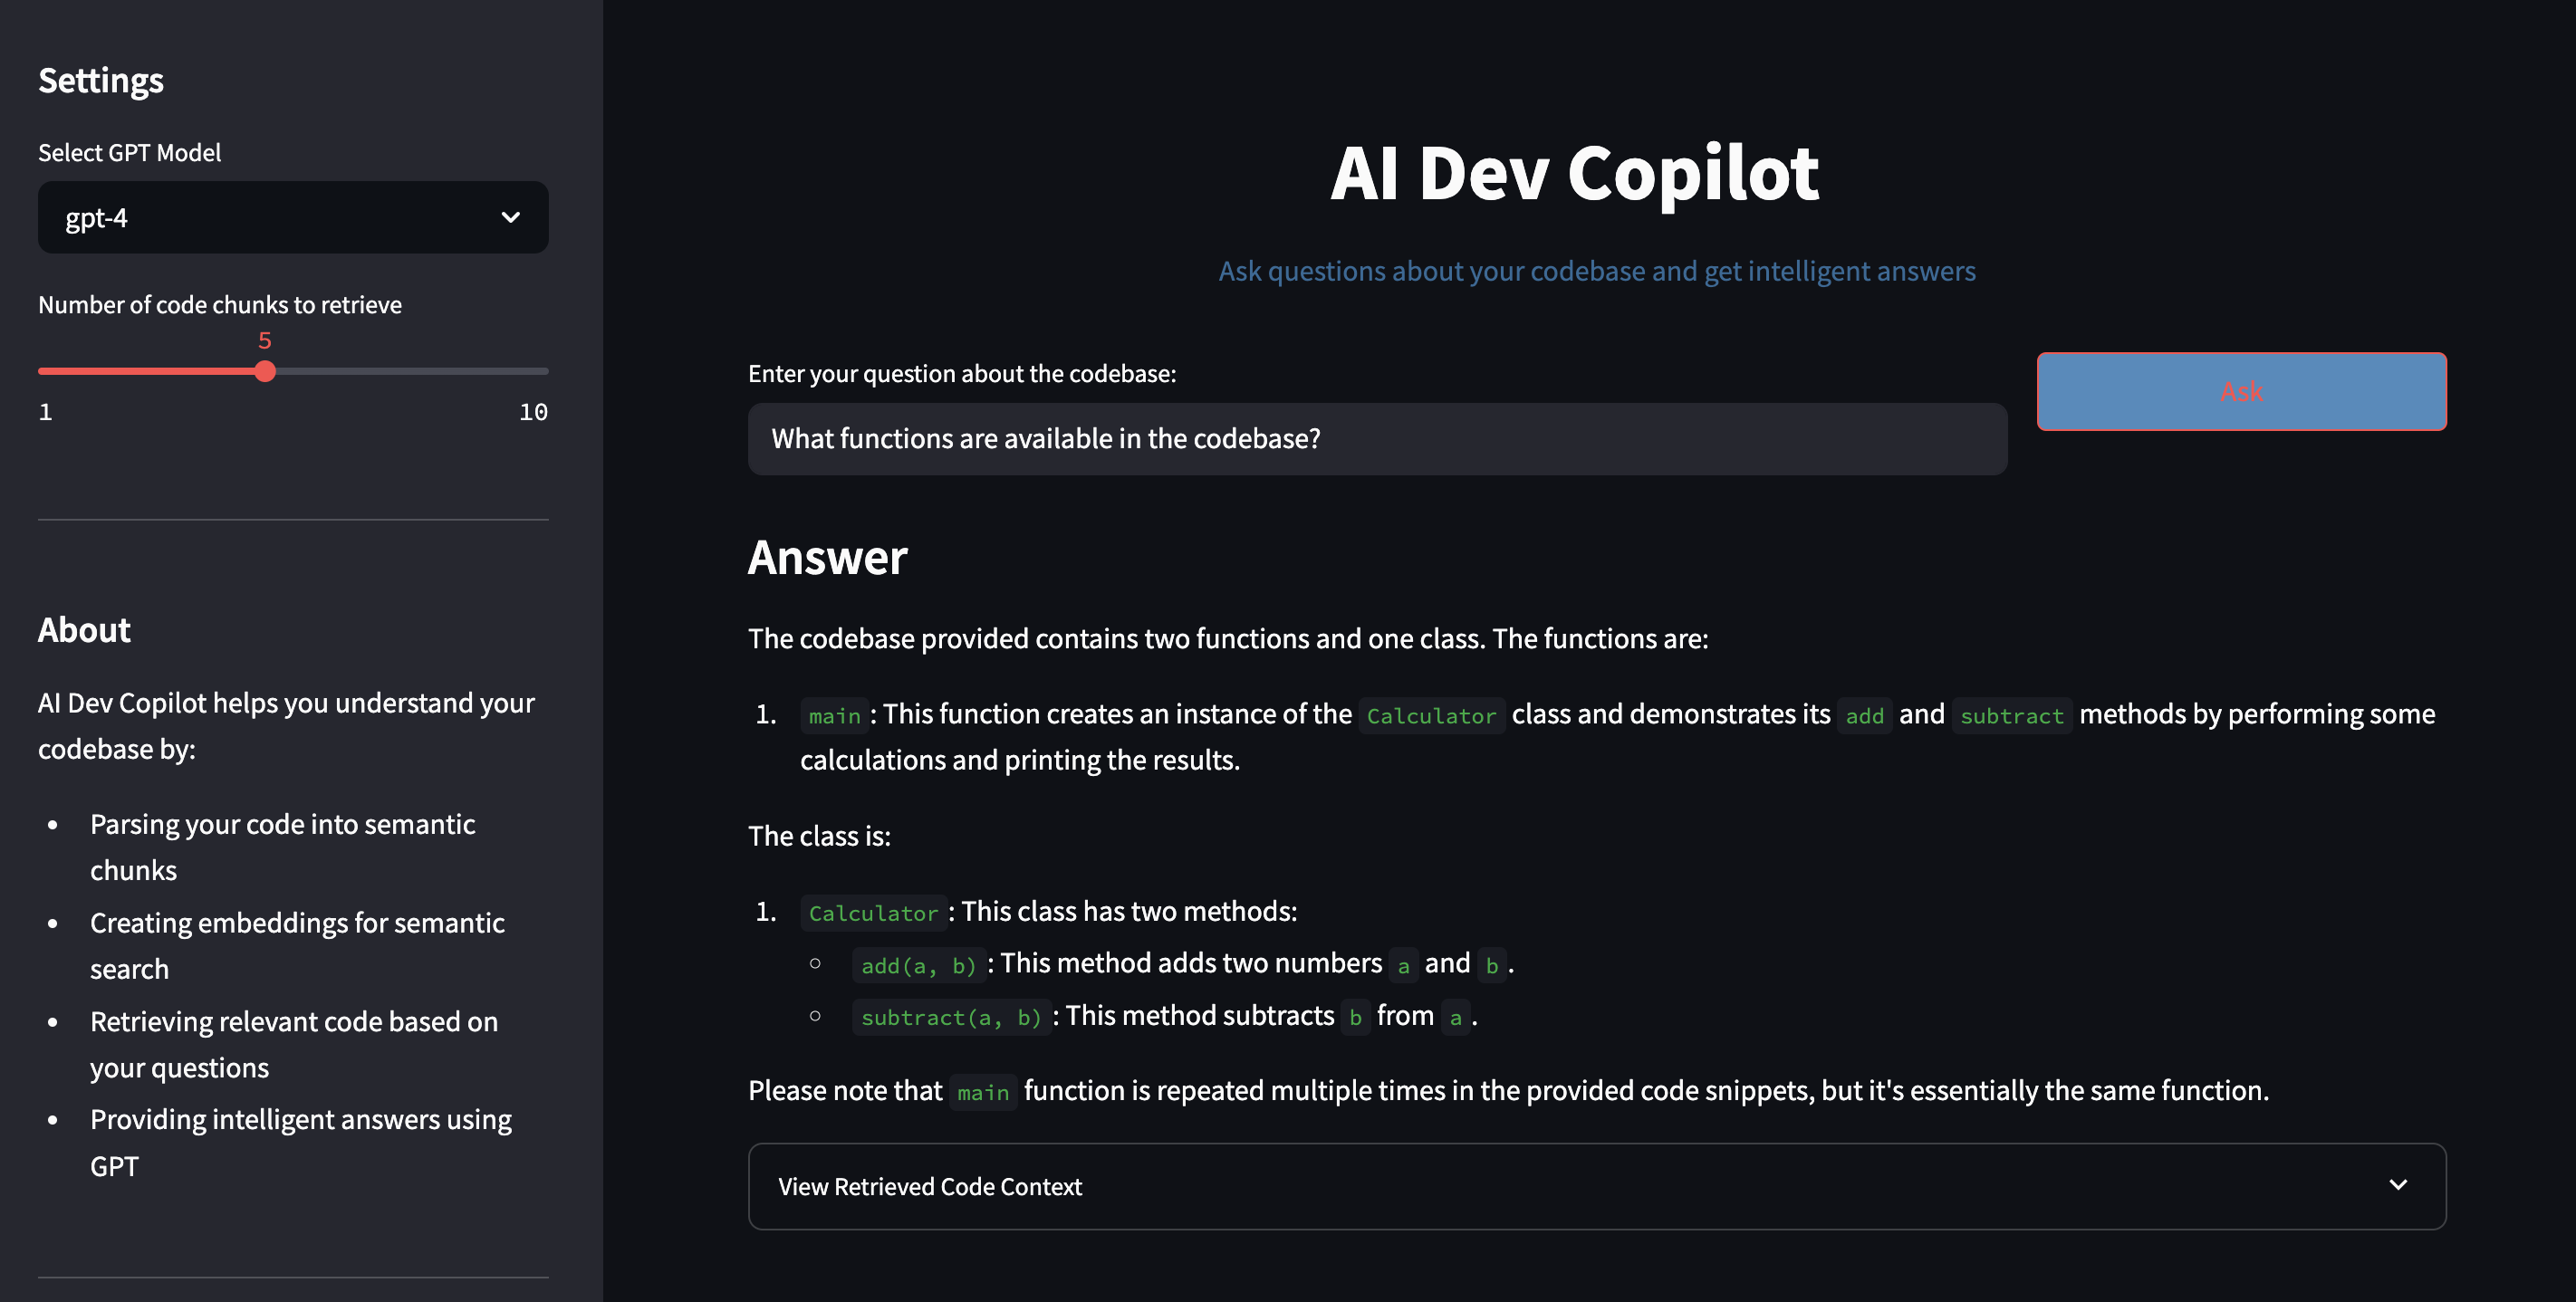 Settings
Select GPT Model
gpt-4
Number of code chunks to retrieve
5
1 10
About
AI Dev Copilot helps you understand your
codebase by:
• Parsing your code into semantic
chunks
• Creating embeddings for semantic
search
• Retrieving relevant code based on
your questions
• Providing intelligent answers using
GPT
AI Dev Copilot
Ask questions about your codebase and get intelligent answers
Enter your question about the codebase:
What functions are available in the codebase?
Ask
Answer
The codebase provided contains two functions and one class. The functions are:
1. main: This function creates an instance of the Calculator class and demonstrates its add and subtract methods by performing some
calculations and printing the results.
The class is:
1. Calculator: This class has two methods:
○ add(a, b): This method adds two numbers a and b.
○ subtract(a, b): This method subtracts b from a.
Please note that main function is repeated multiple times in the provided code snippets, but it's essentially the same function.
View Retrieved Code Context